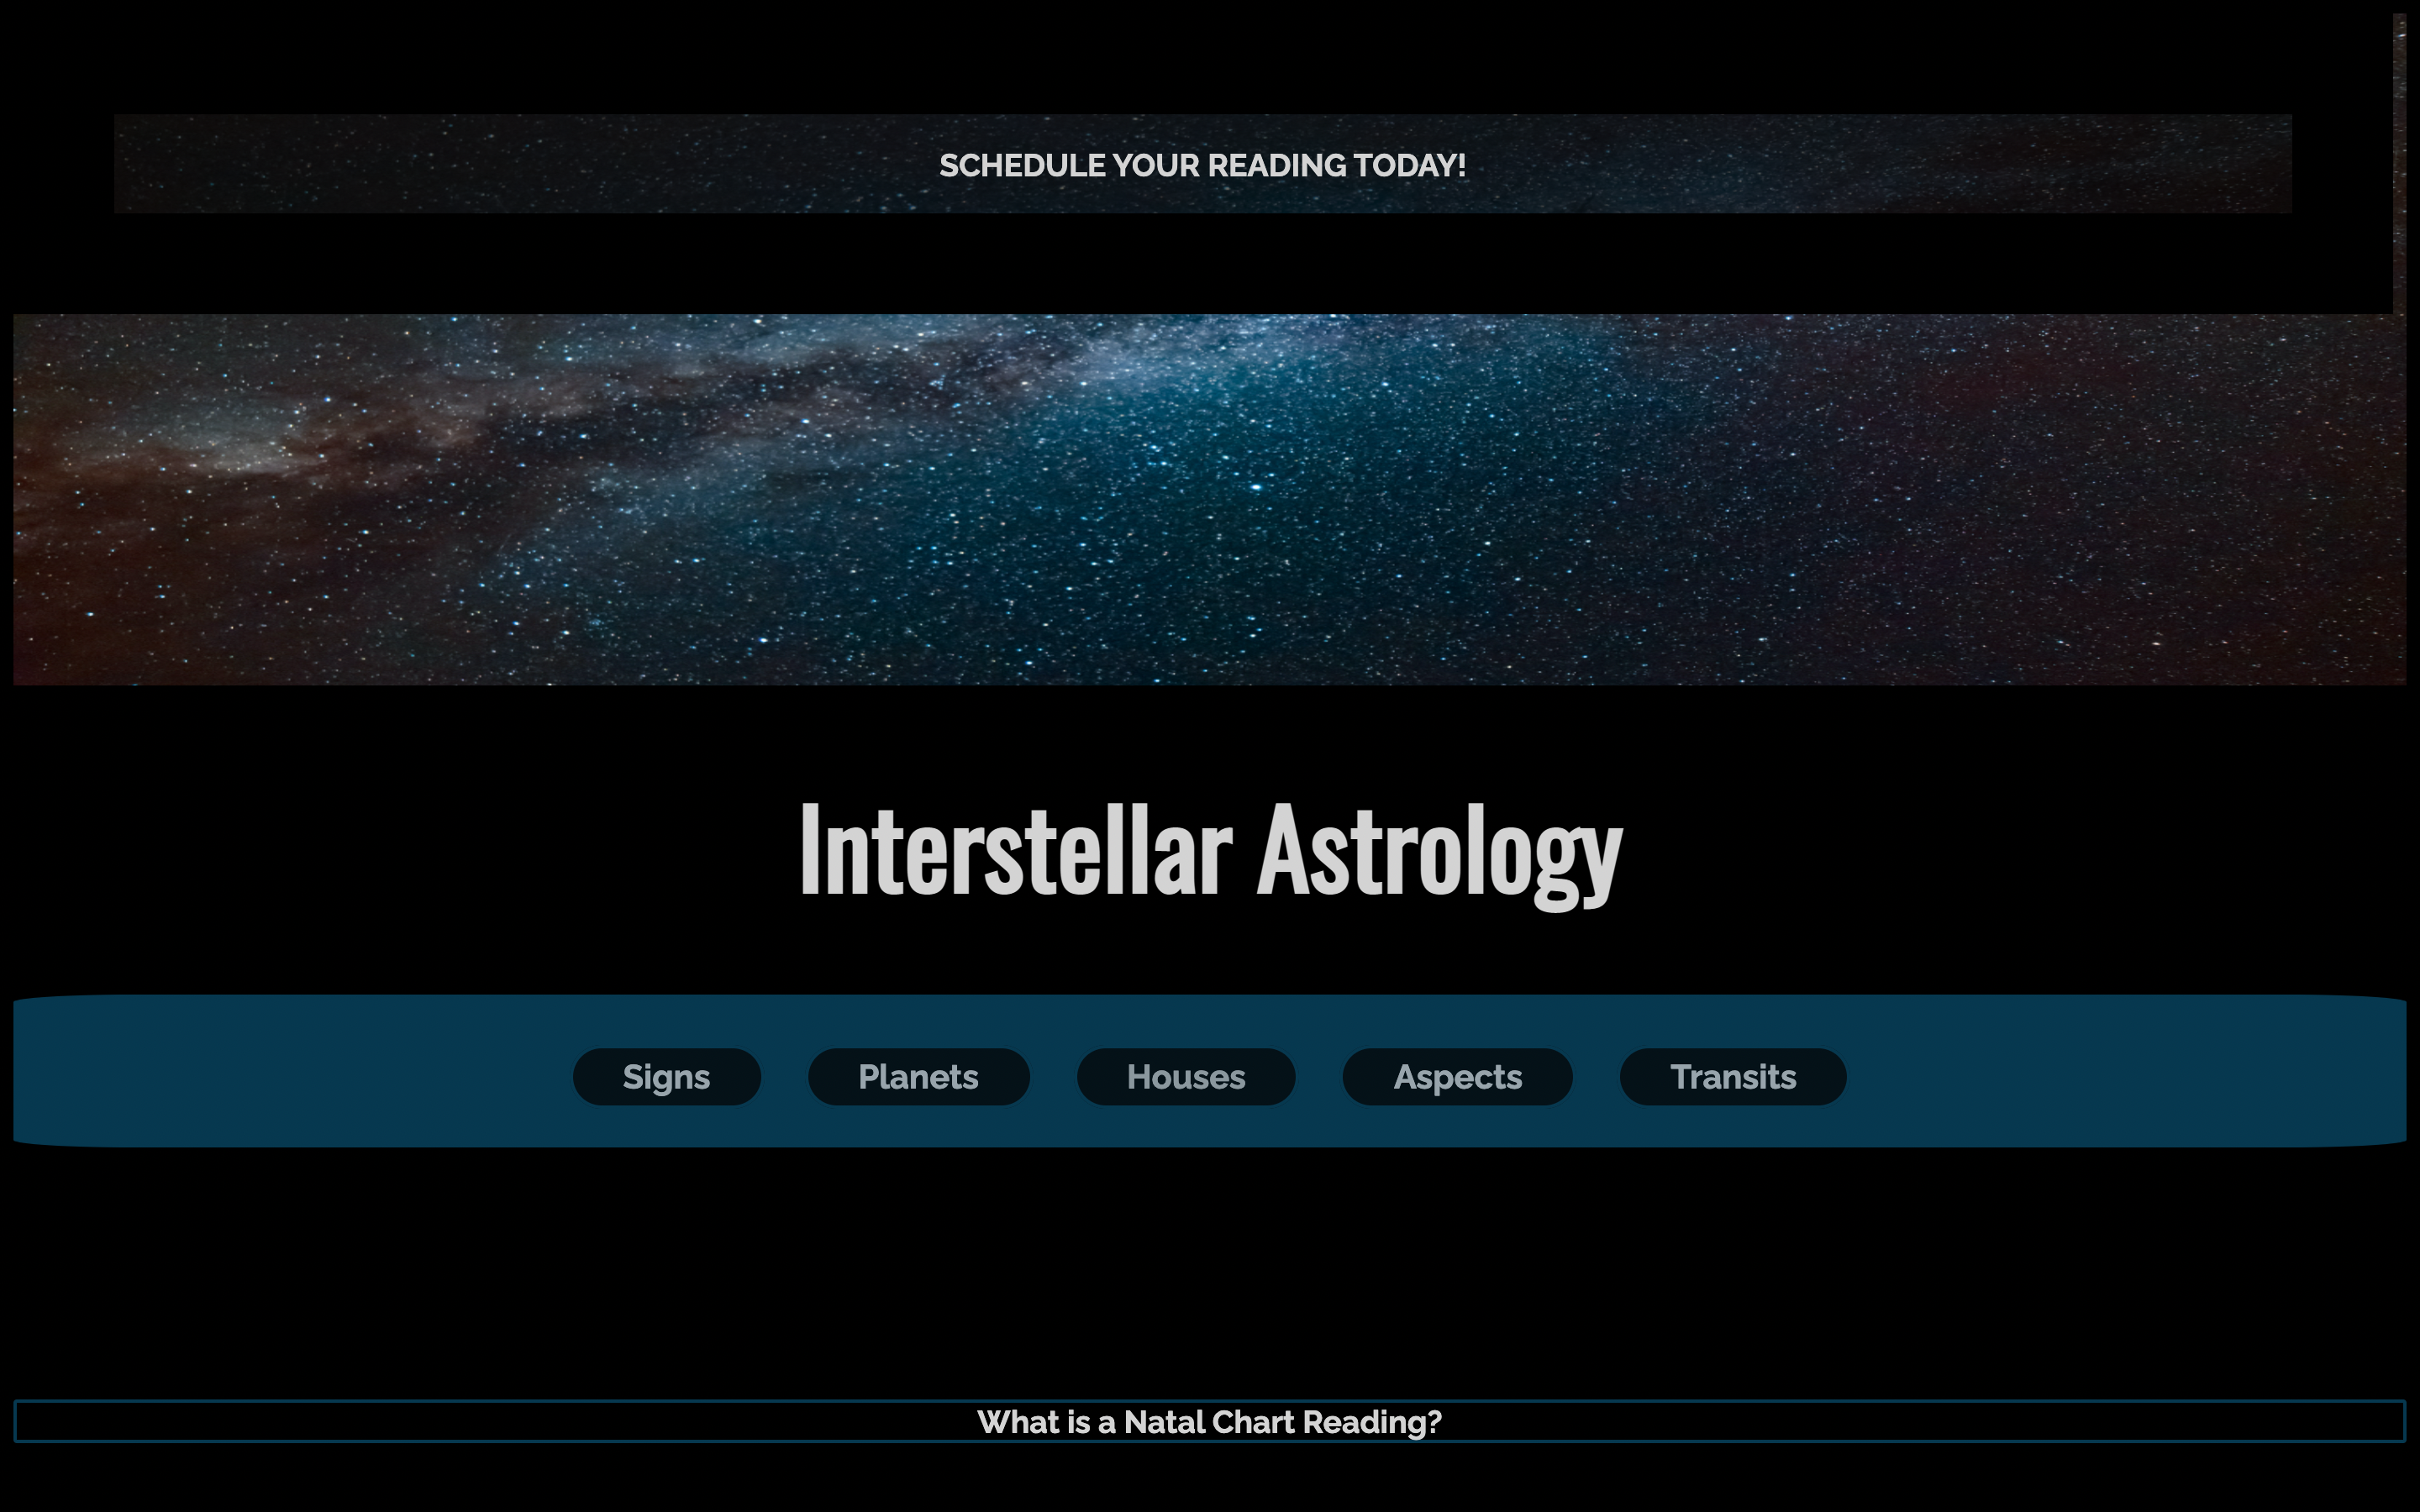 SCHEDULE YOUR READING TODAY!
Interstellar Astrology
Signs Planets Houses Aspects Transits
What is a Natal Chart Reading?